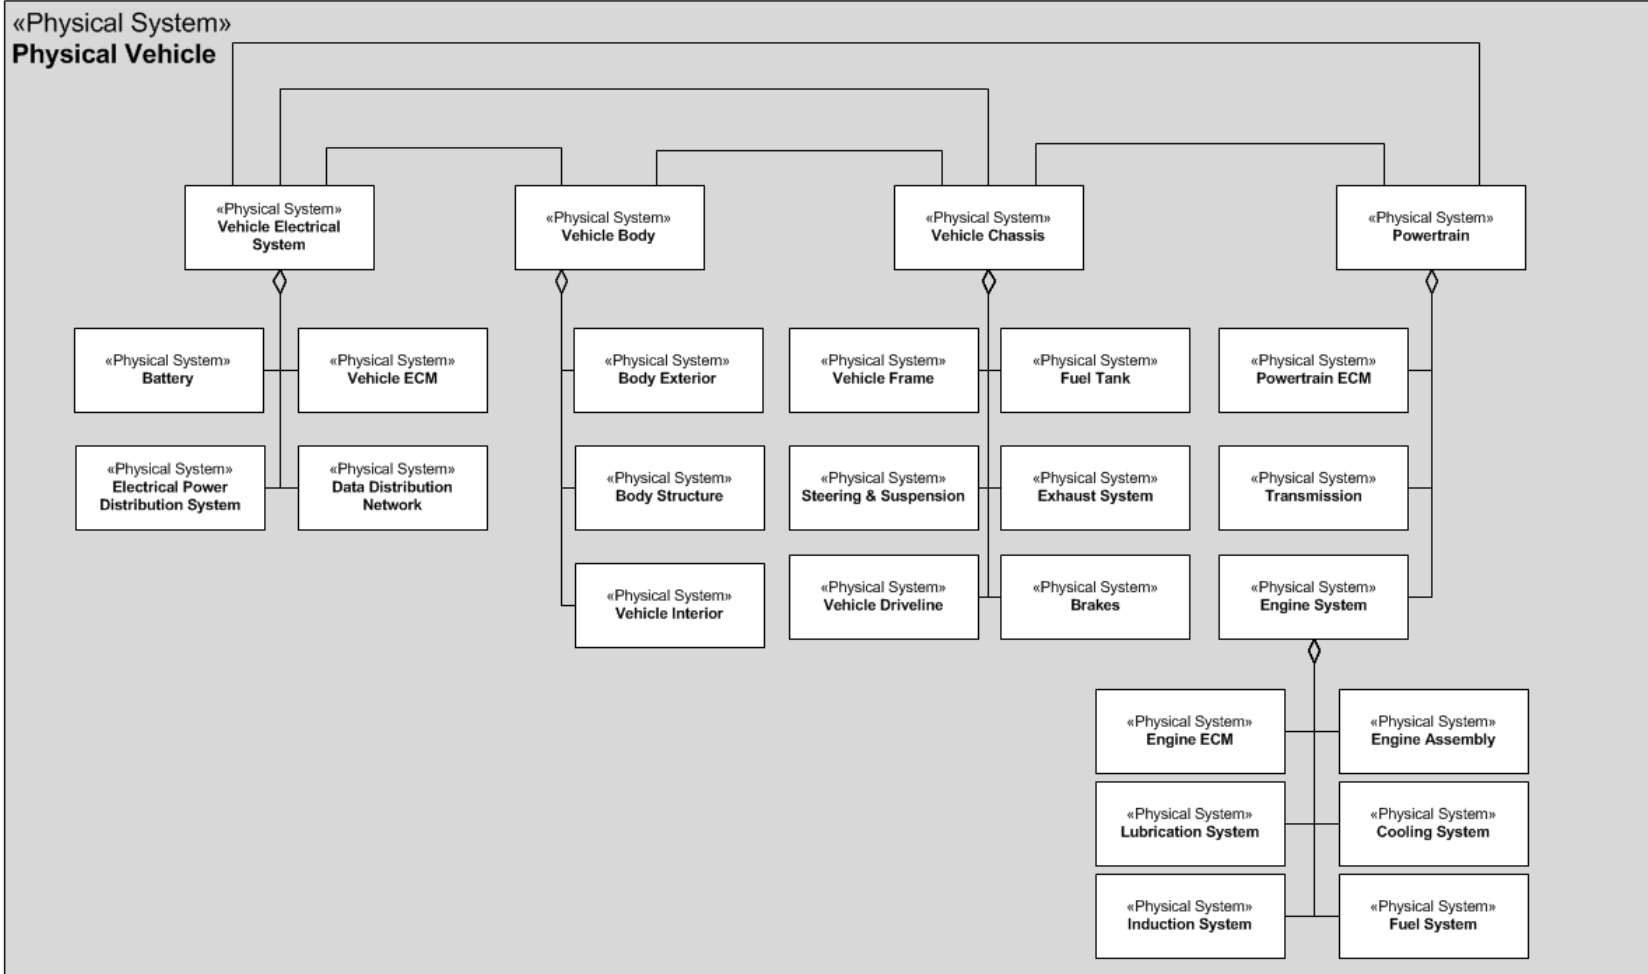 «Physical System»
Physical Vehicle
«Physical System»
Vehicle Electrical
System
«Physical System»
Vehicle Body
«Physical System»
Vehicle Chassis
«Physical System»
Powertrain
«Physical System»
Battery
«Physical System»
Vehicle ECM
«Physical System»
Body Exterior
«Physical System»
Vehicle Frame
«Physical System»
Fuel Tank
«Physical System»
Powertrain ECM
«Physical System»
Electrical Power
Distribution System
«Physical System»
Data Distribution
Network
«Physical System»
Body Structure
«Physical System»
Steering & Suspension
«Physical System»
Exhaust System
«Physical System»
Transmission
«Physical System»
Vehicle Interior
«Physical System»
Vehicle Driveline
«Physical System»
Brakes
«Physical System»
Engine System
«Physical System»
Engine ECM
«Physical System»
Engine Assembly
«Physical System»
Lubrication System
«Physical System»
Cooling System
«Physical System»
Induction System
«Physical System»
Fuel System